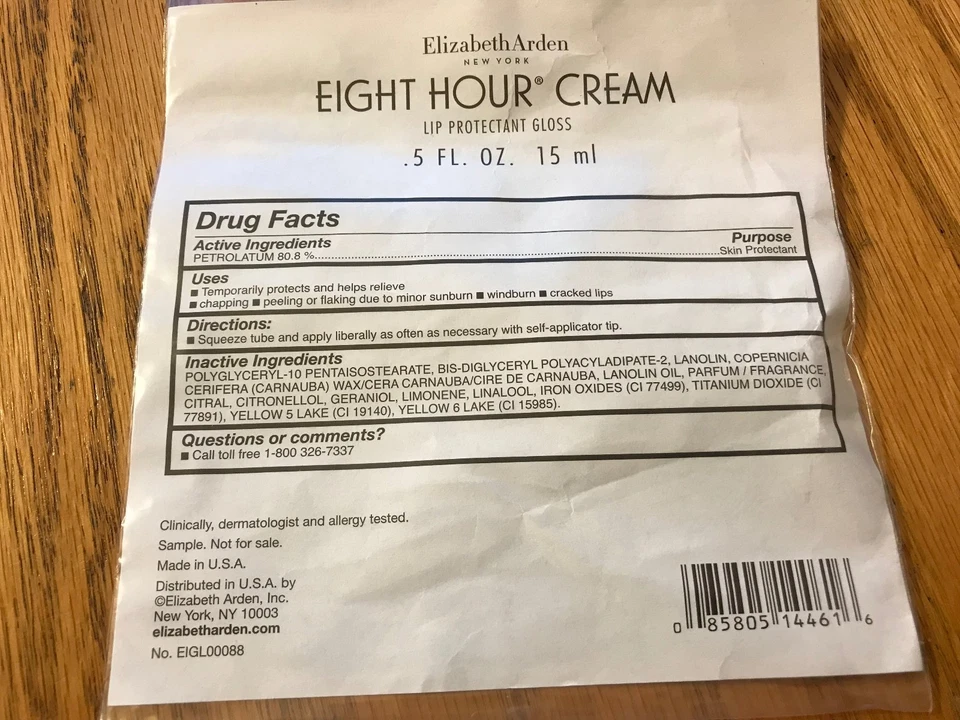 Elizabeth Arden
NEW YORK
EIGHT HOUR® CREAM
LIP PROTECTANT GLOSS
.5 FL. OZ. 15 ml
Drug Facts
Active Ingredients Purpose
PETROLATUM 80.8 %..........................................................................................Skin Protectant
Uses
■ Temporarily protects and helps relieve
■ chapping ■ peeling or flaking due to minor sunburn ■ windburn ■ cracked lips
Directions:
■ Squeeze tube and apply liberally as often as necessary with self-applicator tip.
Inactive Ingredients
POLYGLYCERYL-10 PENTAISOSTEARATE, BIS-DIGLYCERYL POLYACYLADIPATE-2, LANOLIN, COPERNICIA
CERIFERA (CARNAUBA) WAX/CERA CARNAUBA/CIRE DE CARNAUBA, LANOLIN OIL, PARFUM / FRAGRANCE,
CITRAL, CITRONELLOL, GERANIOL, LIMONENE, LINALOOL, IRON OXIDES (CI 77499), TITANIUM DIOXIDE (CI
77891), YELLOW 5 LAKE (CI 19140), YELLOW 6 LAKE (CI 15985).
Questions or comments?
■ Call toll free 1-800 326-7337
Clinically, dermatologist and allergy tested.
Sample. Not for sale.
Made in U.S.A.
Distributed in U.S.A. by
©Elizabeth Arden, Inc.
New York, NY 10003
elizabetharden.com
No. EIGL00088
0 85805 14461 6